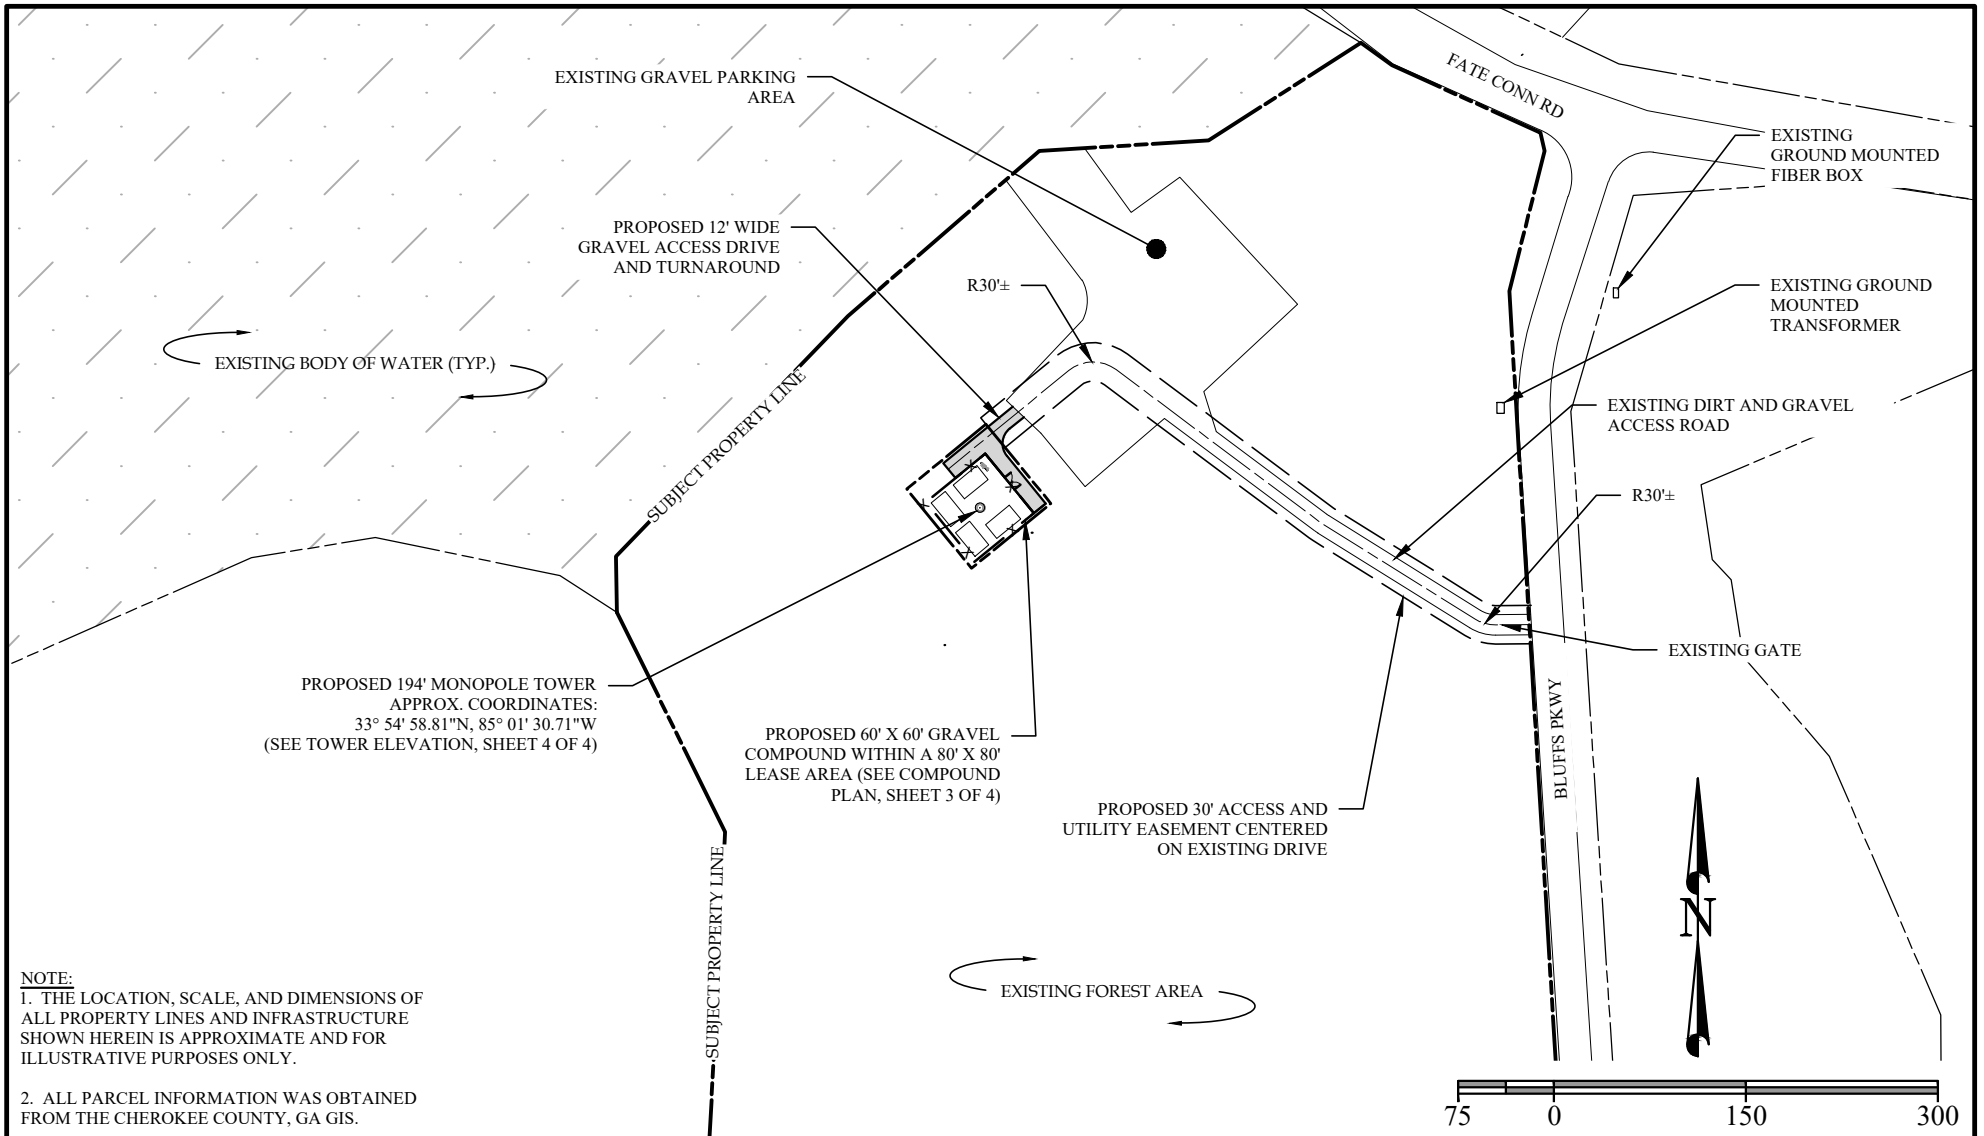 EXISTING GRAVEL PARKING
AREA
FATE CONN RD
EXISTING
GROUND MOUNTED
FIBER BOX
PROPOSED 12' WIDE
GRAVEL ACCESS DRIVE
AND TURNAROUND
R30'±
EXISTING GROUND
MOUNTED
TRANSFORMER
EXISTING BODY OF WATER (TYP.)
SUBJECT PROPERTY LINE
EXISTING DIRT AND GRAVEL
ACCESS ROAD
R30'±
EXISTING GATE
PROPOSED 194' MONOPOLE TOWER
APPROX. COORDINATES:
33° 54' 58.81"N, 85° 01' 30.71"W
(SEE TOWER ELEVATION, SHEET 4 OF 4)
PROPOSED 60' X 60' GRAVEL
COMPOUND WITHIN A 80' X 80'
LEASE AREA (SEE COMPOUND
PLAN, SHEET 3 OF 4)
BLUFFS PKWY
PROPOSED 30' ACCESS AND
UTILITY EASEMENT CENTERED
ON EXISTING DRIVE
SUBJECT PROPERTY LINE
N
EXISTING FOREST AREA
NOTE:
1. THE LOCATION, SCALE, AND DIMENSIONS OF
ALL PROPERTY LINES AND INFRASTRUCTURE
SHOWN HEREIN IS APPROXIMATE AND FOR
ILLUSTRATIVE PURPOSES ONLY.
2. ALL PARCEL INFORMATION WAS OBTAINED
FROM THE CHEROKEE COUNTY, GA GIS.
75 0 150 300